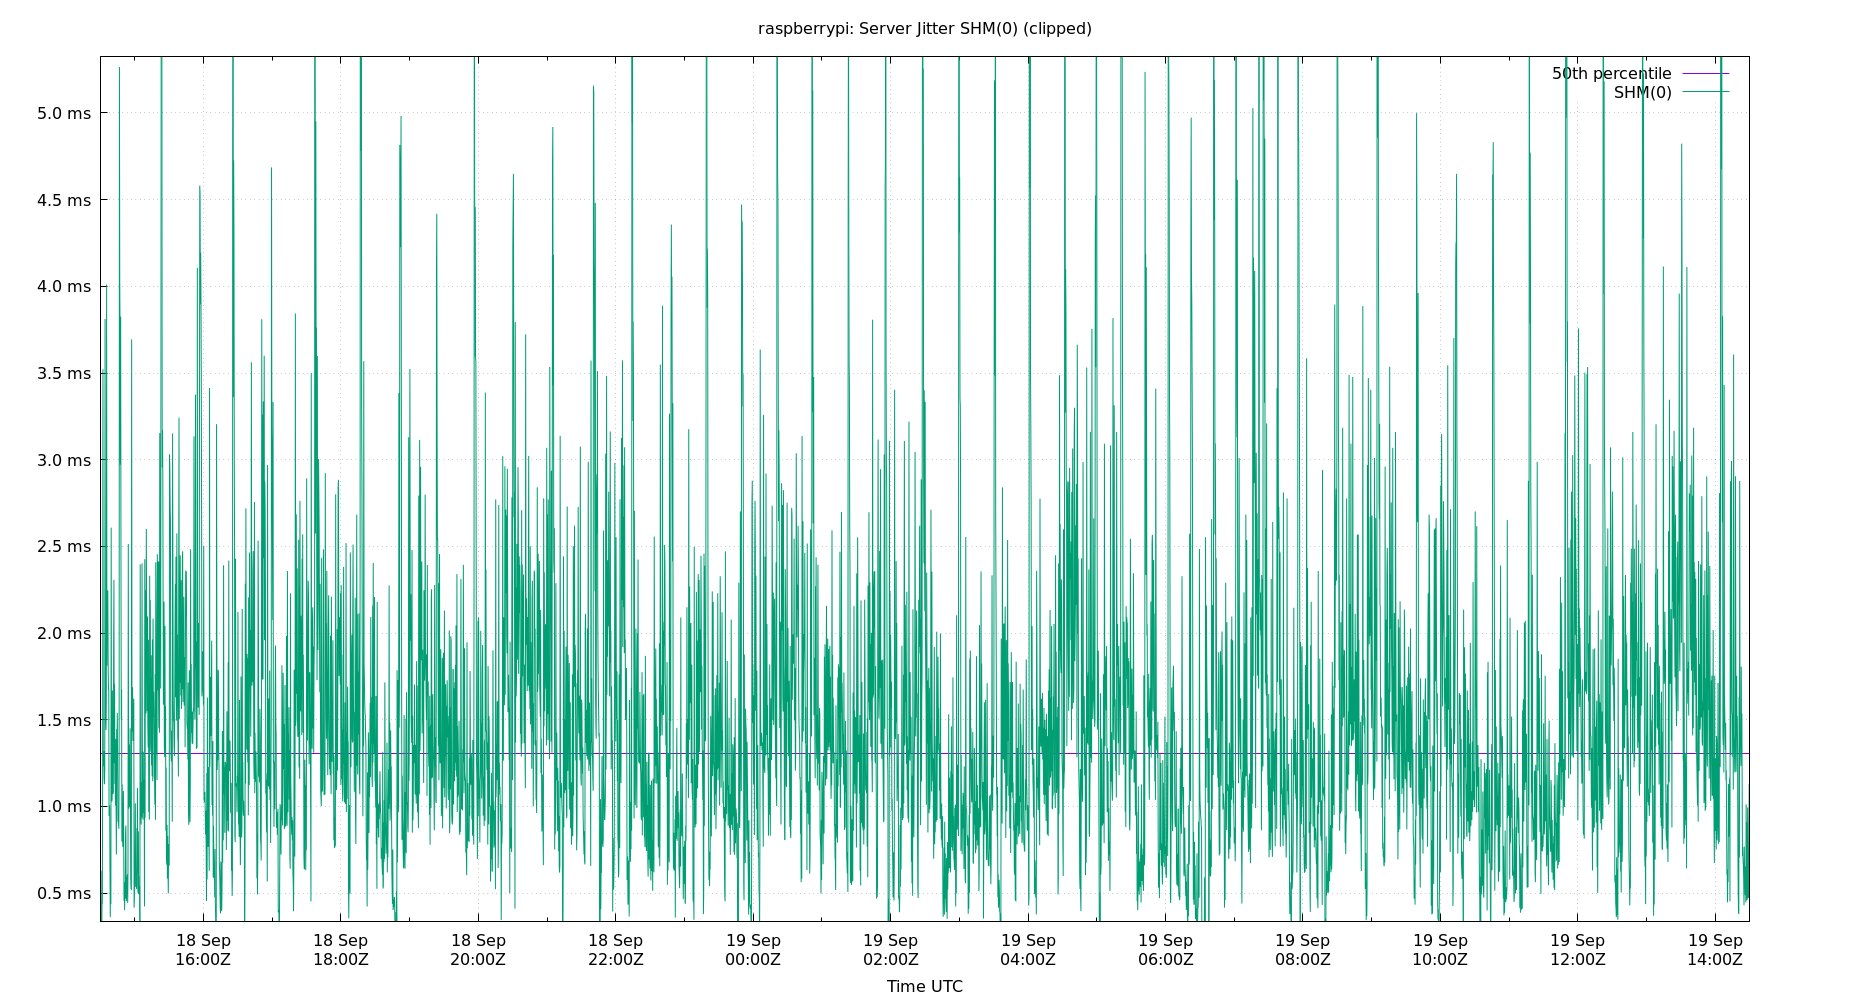 raspberrypi: Server Jitter SHM(0) (clipped)
50th percentile
SHM(0)
5.0 ms
4.5 ms
4.0 ms
3.5 ms
3.0 ms
2.5 ms
2.0 ms
1.5 ms
1.0 ms
0.5 ms
18 Sep 18 Sep 18 Sep 18 Sep 19 Sep 19 Sep 19 Sep 19 Sep 19 Sep 19 Sep 19 Sep 19 Sep
16:00Z 18:00Z 20:00Z 22:00Z 00:00Z 02:00Z 04:00Z 06:00Z 08:00Z 10:00Z 12:00Z 14:00Z
Time UTC